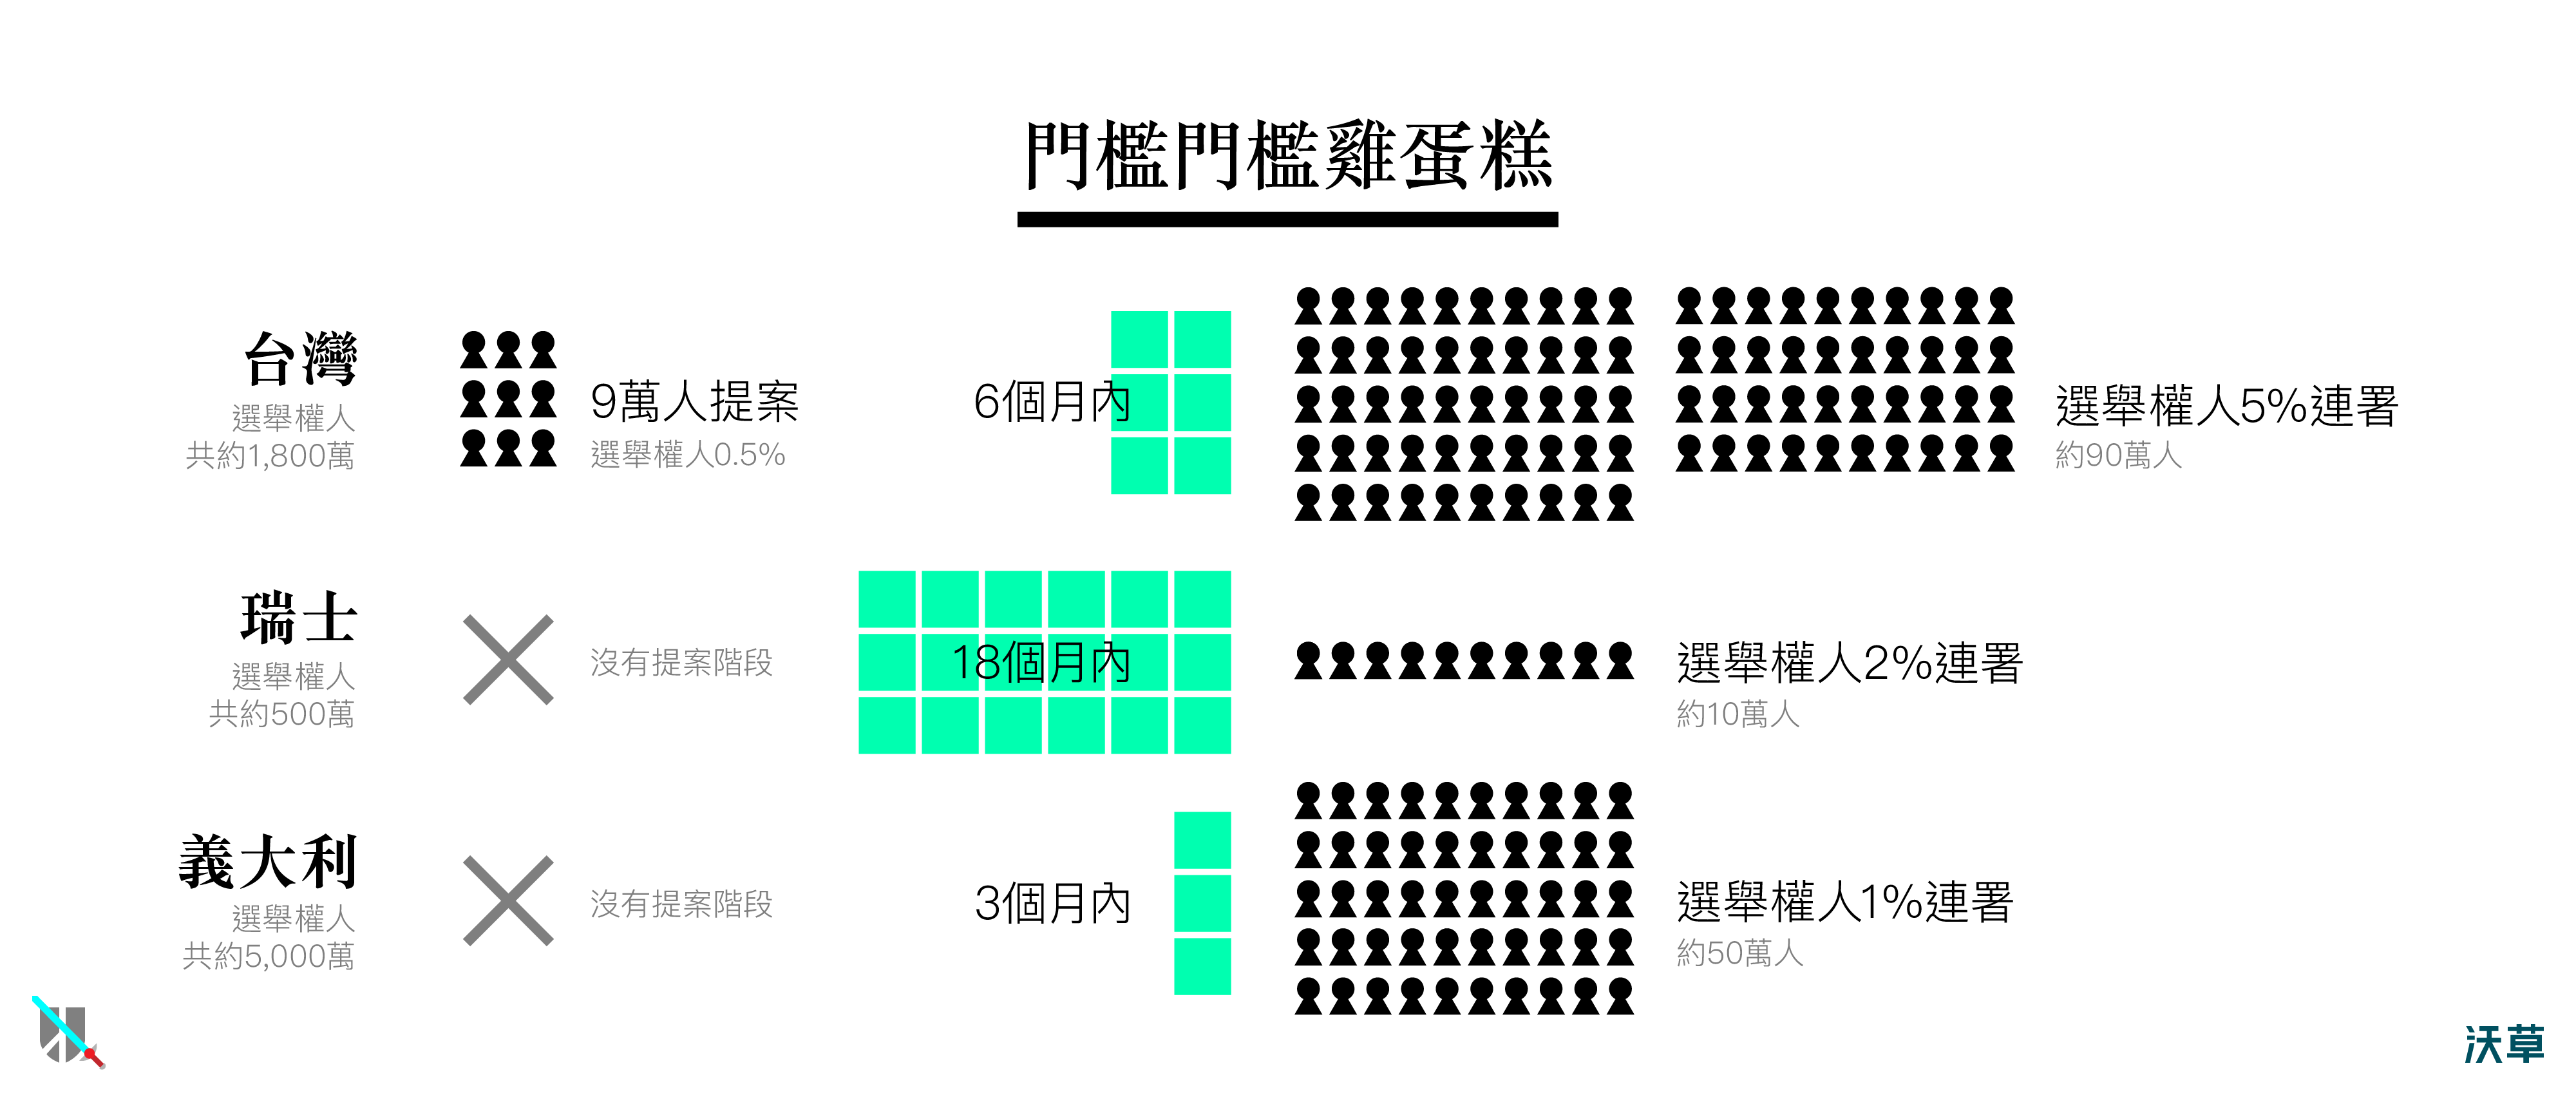 門檻門檻雞蛋糕
台灣
選舉權人
共約1,800萬
9萬人提案
選舉權人0.5%
6個月內
選舉權人5%連署
約90萬人
瑞士
選舉權人
共約500萬
沒有提案階段
18個月內
選舉權人2%連署
約10萬人
義大利
選舉權人
共約5,000萬
沒有提案階段
3個月內
選舉權人1%連署
約50萬人
沃草